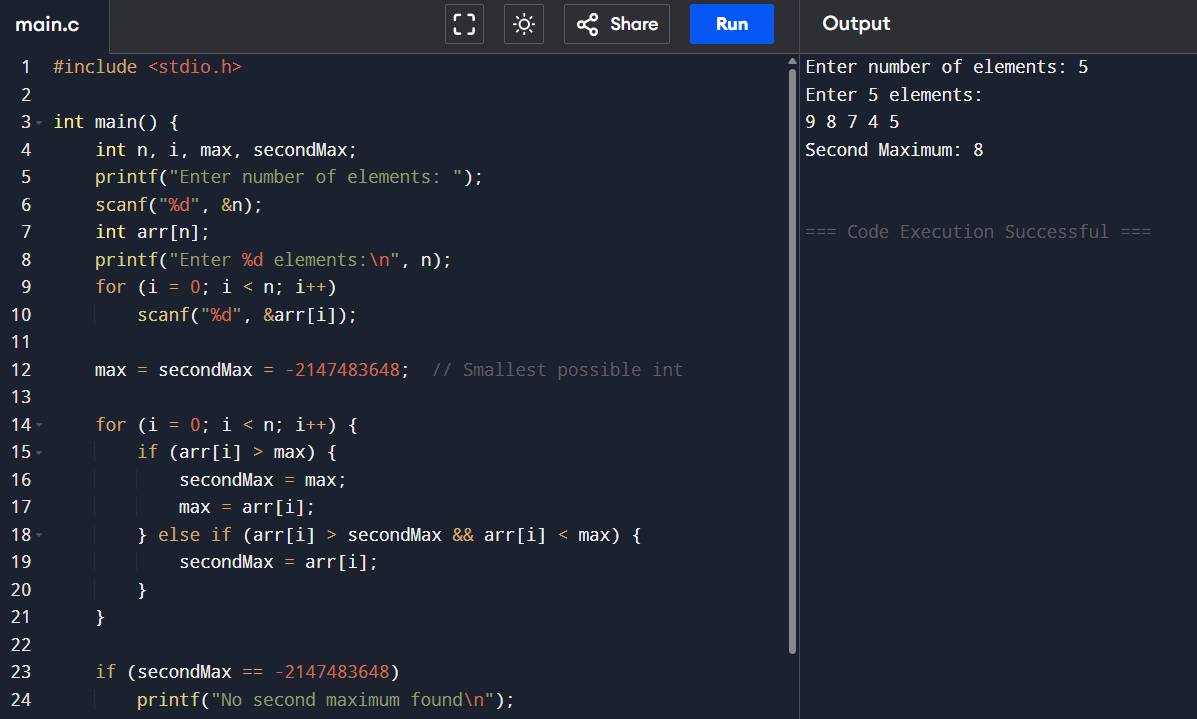 main.c
Share
Run
Output
1 #include <stdio.h>
2
3 int main() {
4     int n, i, max, secondMax;
5     printf("Enter number of elements: ");
6     scanf("%d", &n);
7     int arr[n];
8     printf("Enter %d elements:\n", n);
9     for (i = 0; i < n; i++)
10         scanf("%d", &arr[i]);
11
12     max = secondMax = -2147483648;  // Smallest possible int
13
14     for (i = 0; i < n; i++) {
15         if (arr[i] > max) {
16             secondMax = max;
17             max = arr[i];
18         } else if (arr[i] > secondMax && arr[i] < max) {
19             secondMax = arr[i];
20         }
21     }
22
23     if (secondMax == -2147483648)
24         printf("No second maximum found\n");
Enter number of elements: 5
Enter 5 elements:
9 8 7 4 5
Second Maximum: 8
=== Code Execution Successful ===